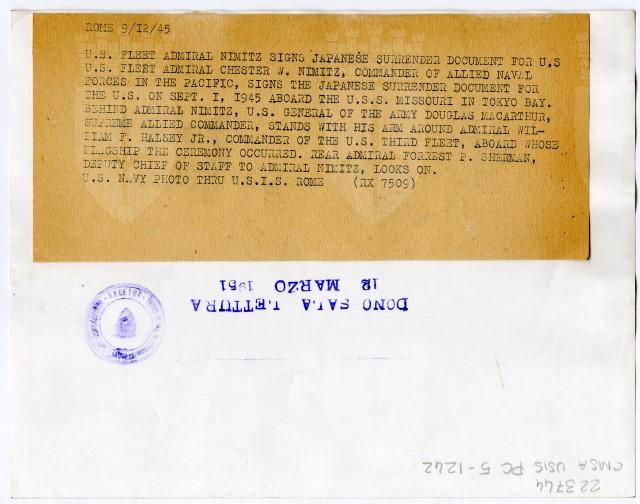 ROME 9/12/45
U.S. FLEET ADMIRAL NIMITZ SIGNS JAPANESE SURRENDER DOCUMENT FOR U.S
U.S. FLEET ADMIRAL CHESTER W. NIMITZ, COMMANDER OF ALLIED NAVAL
FORCES IN THE PACIFIC, SIGNS THE JAPANESE SURRENDER DOCUMENT FOR
THE U.S. ON SEPT. I, I945 ABOARD THE U.S.S. MISSOURI IN TOKYO BAY.
BEHIND ADMIRAL NIMITZ, U.S. GENERAL OF THE ARMY DOUGLAS MACARTHUR,
SUPREME ALLIED COMMANDER, STANDS WITH HIS ARM AROUND ADMIRAL WIL-
LIAM F. HALSEY JR., COMMANDER OF THE U.S. THIRD FLEET, ABOARD WHOSE
FLAGSHIP THE CEREMONY OCCURRED. REAR ADMIRAL FORREST P. SHERMAN,
DEPUTY CHIEF OF STAFF TO ADMIRAL NIMITZ, LOOKS ON.
U.S. NAVY PHOTO THRU U.S.I.S. ROME (RX 7509)
DONO SALA LETTURA
12 MARZO 1951
223744
CMSA USIS PC 5-1242